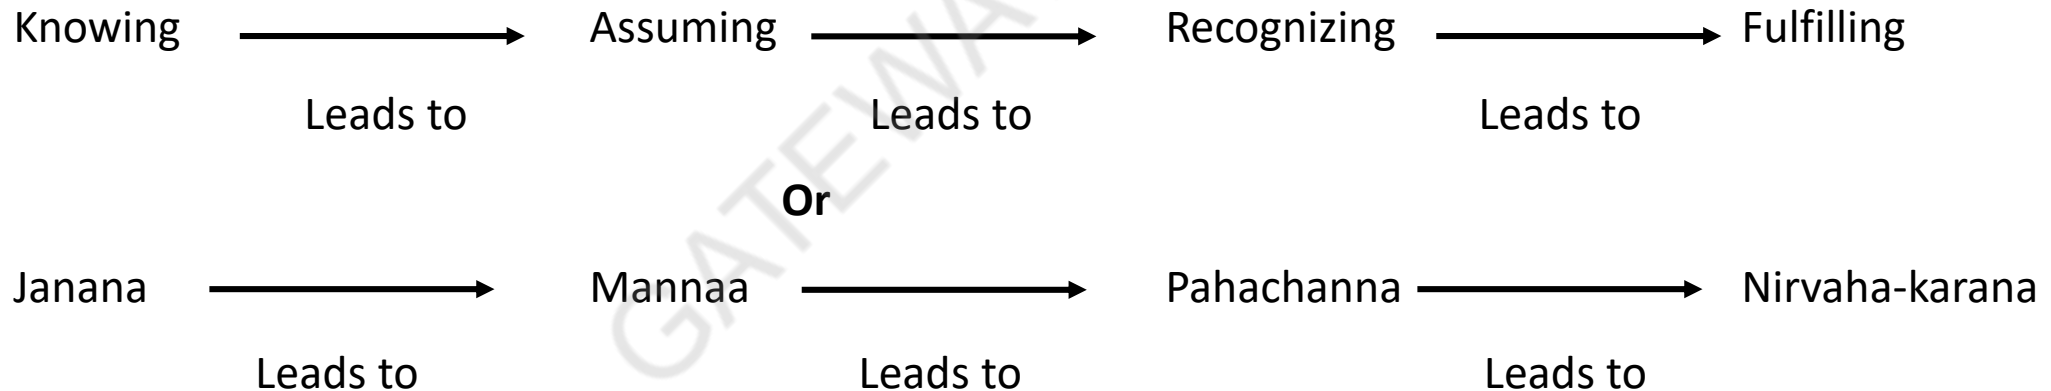 Knowing Assuming Recognizing Fulfilling
Leads to Leads to Leads to
Or
Janana Mannaa Pahachanna Nirvaha-karana
Leads to Leads to Leads to
GATEWA